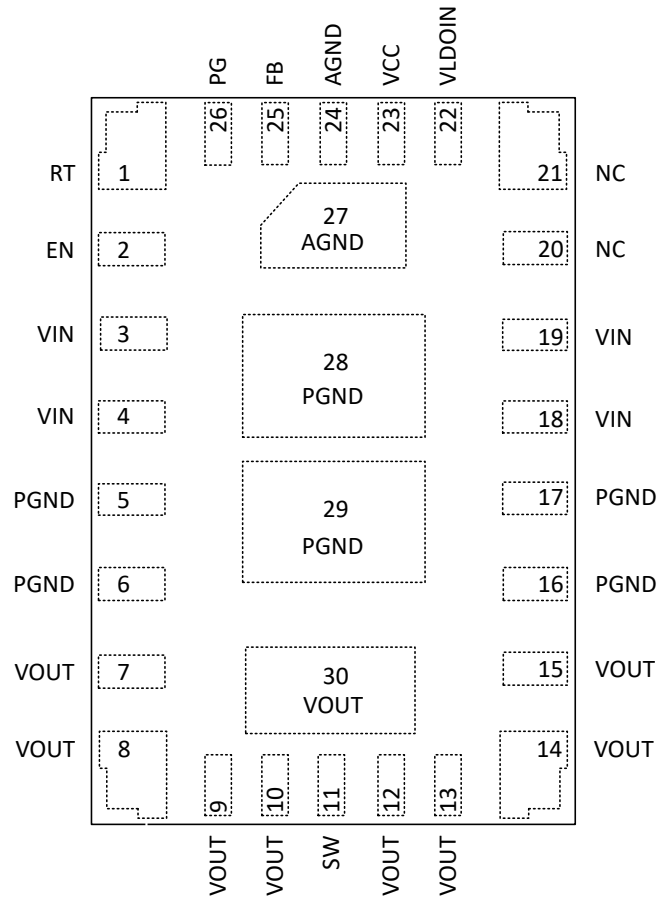 PG
FB
AGND
VCC
VLDOIN
26
25
24
23
22
RT 1
21 NC
27
AGND
EN 2
20 NC
VIN 3
19 VIN
28
PGND
VIN 4
18 VIN
PGND 5
17 PGND
29
PGND
PGND 6
16 PGND
VOUT 7
15 VOUT
30
VOUT
VOUT 8
14 VOUT
9
10
11
12
13
VOUT
VOUT
SW
VOUT
VOUT